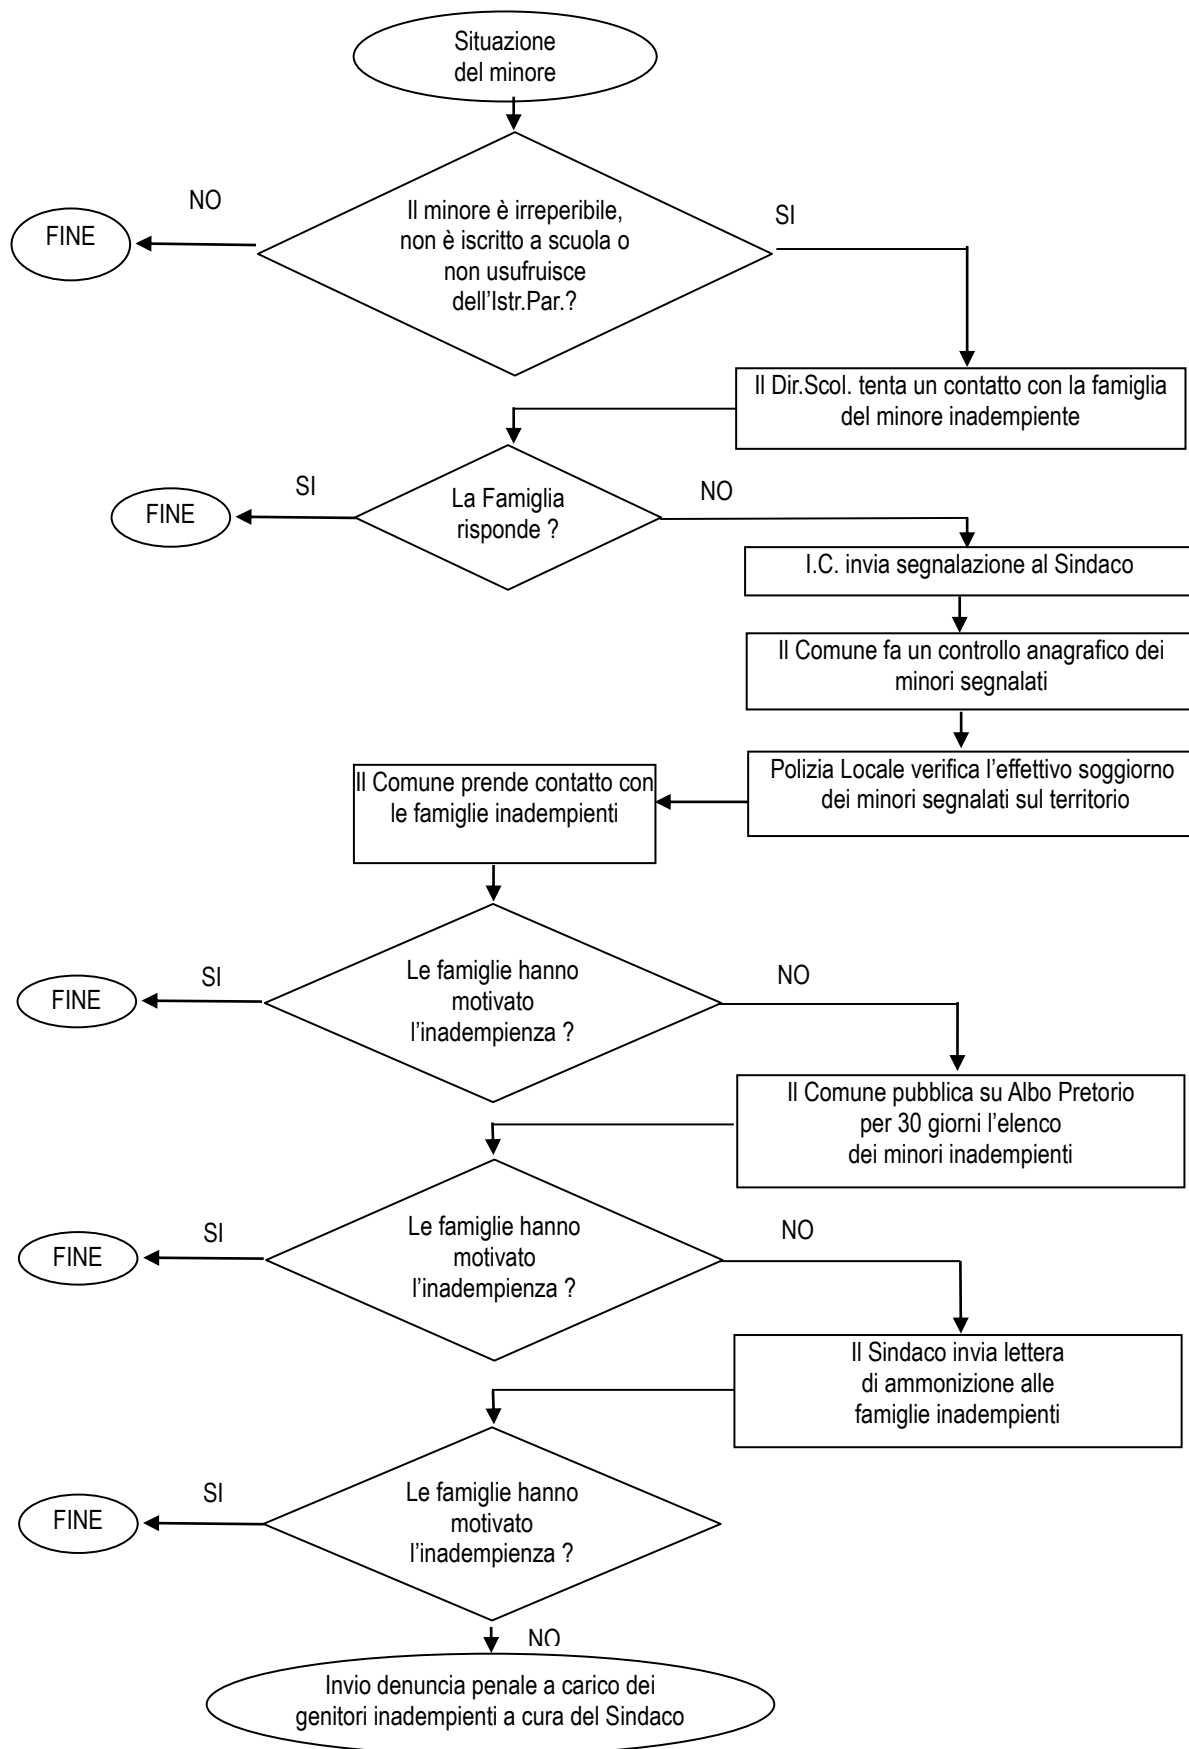 Situazione
del minore
NO
SI
FINE
Il minore è irreperibile,
non è iscritto a scuola o
non usufruisce
dell'Istr.Par.?
Il Dir.Scol. tenta un contatto con la famiglia
del minore inadempiente
SI
NO
FINE
La Famiglia
risponde ?
I.C. invia segnalazione al Sindaco
Il Comune fa un controllo anagrafico dei
minori segnalati
Polizia Locale verifica l'effettivo soggiorno
dei minori segnalati sul territorio
Il Comune prende contatto con
le famiglie inadempienti
SI
NO
FINE
Le famiglie hanno
motivato
l'inadempienza ?
Il Comune pubblica su Albo Pretorio
per 30 giorni l'elenco
dei minori inadempienti
SI
NO
FINE
Le famiglie hanno
motivato
l'inadempienza ?
Il Sindaco invia lettera
di ammonizione alle
famiglie inadempienti
SI
FINE
Le famiglie hanno
motivato
l'inadempienza ?
NO
Invio denuncia penale a carico dei
genitori inadempienti a cura del Sindaco